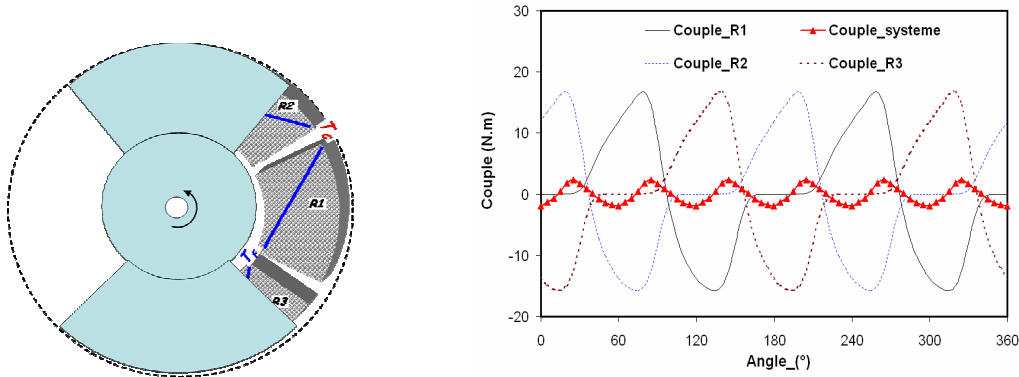 R2
T c
R1
T f
R3
30
20
10
0
-10
-20
Couple (N.m)
Couple_R1
Couple_systeme
Couple_R2
Couple_R3
0 60 120 180 240 300 360
Angle_(°)